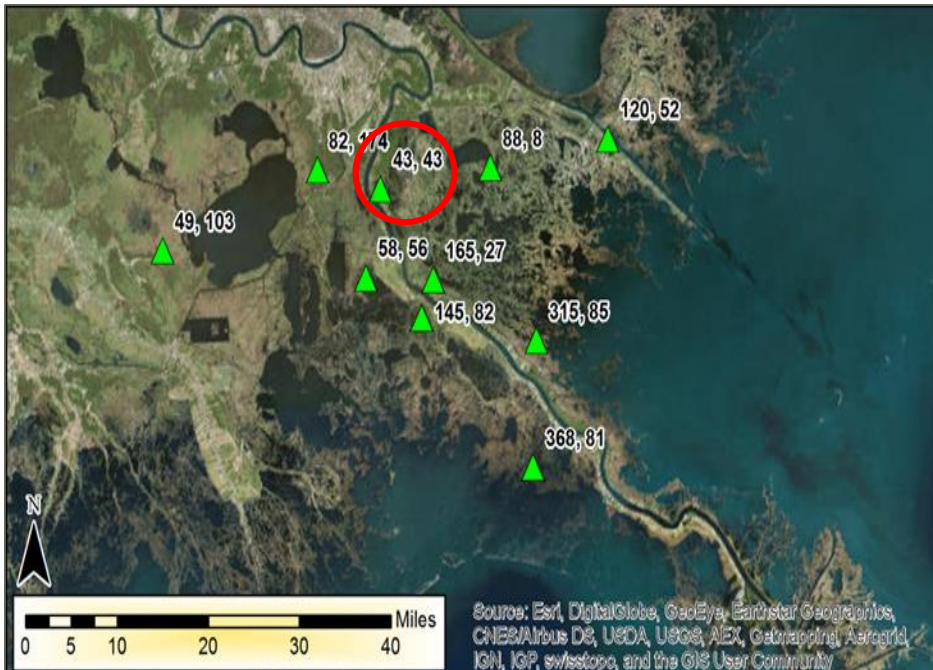 120, 52
82, 174
43, 43
88, 8
49, 103
58, 56
165, 27
145, 82
315, 85
368, 81
N
Miles
0 5 10 20 30 40
Source: Esri, DigitalGlobe, GeoEye, Earthstar Geographics,
CNES/Airbus DS, USDA, USGS, AEX, Getmapping, Aerogrid,
IGN, IGP, swisstopo, and the GIS User Community